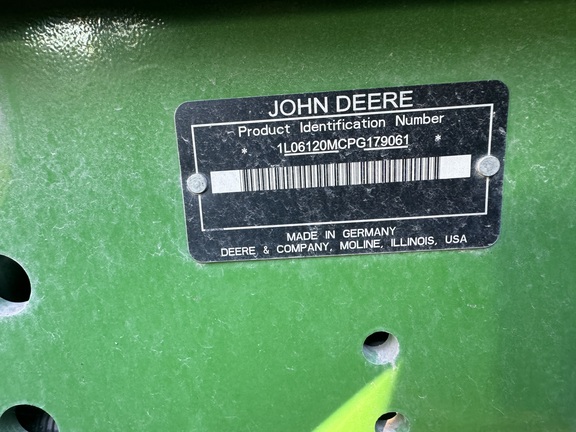 JOHN DEERE
Product Identification Number
* 1L06120MCPG179061 *
MADE IN GERMANY
DEERE & COMPANY, MOLINE, ILLINOIS, USA